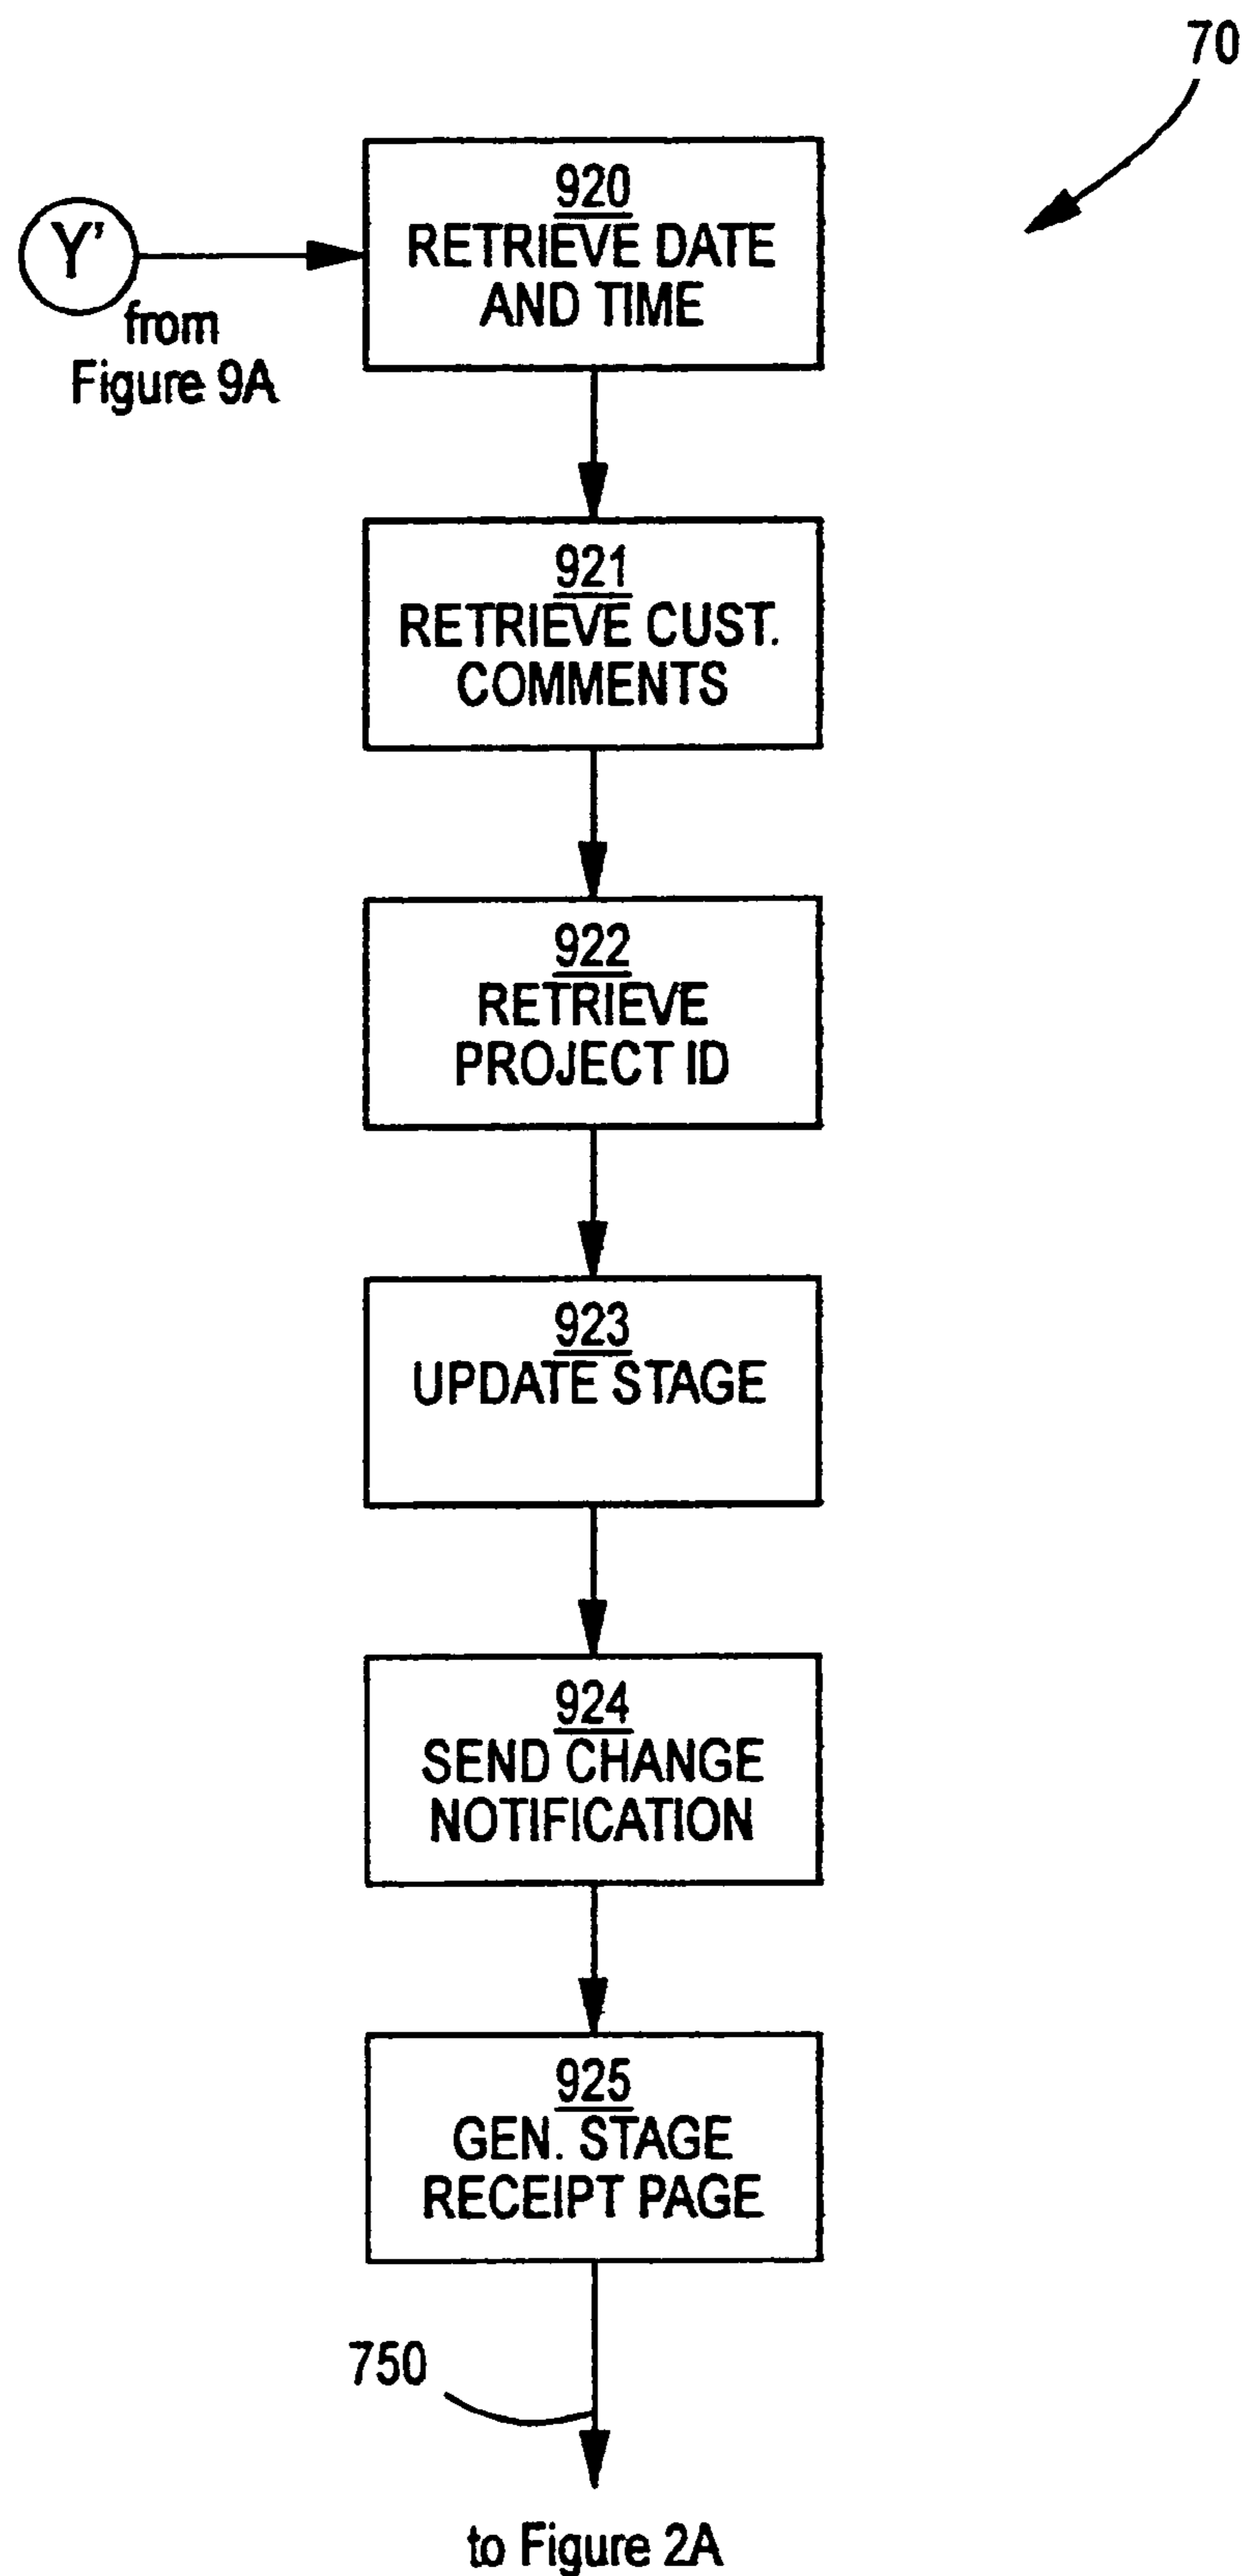 70
920
RETRIEVE DATE
AND TIME
Y'
from
Figure 9A
921
RETRIEVE CUST.
COMMENTS
922
RETRIEVE
PROJECT ID
923
UPDATE STAGE
924
SEND CHANGE
NOTIFICATION
925
GEN. STAGE
RECEIPT PAGE
750
to Figure 2A